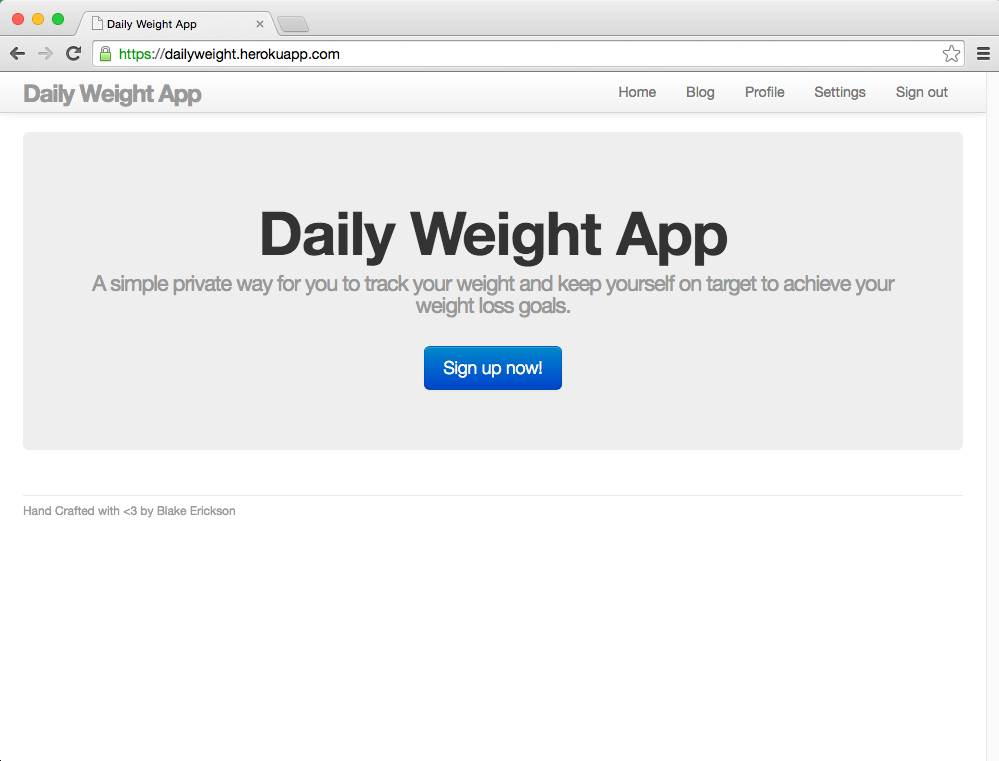 Daily Weight App
https://dailyweight.herokuapp.com
Daily Weight App
Home Blog Profile Settings Sign out
Daily Weight App
A simple private way for you to track your weight and keep yourself on target to achieve your
weight loss goals.
Sign up now!
Hand Crafted with <3 by Blake Erickson